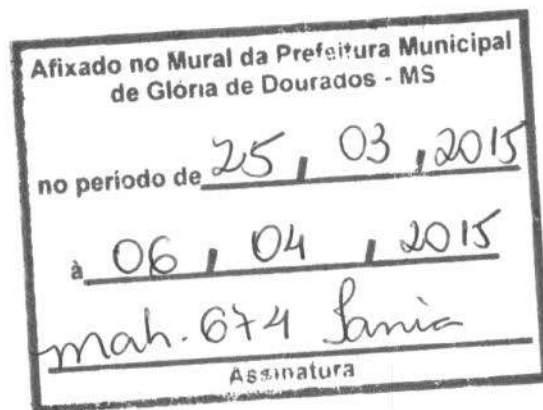 Afixado no Mural da Prefeitura Municipal
de Glória de Dourados - MS
no período de 25 / 03 / 2015
à 06 / 04 / 2015
mah. 674 Sania
Assinatura